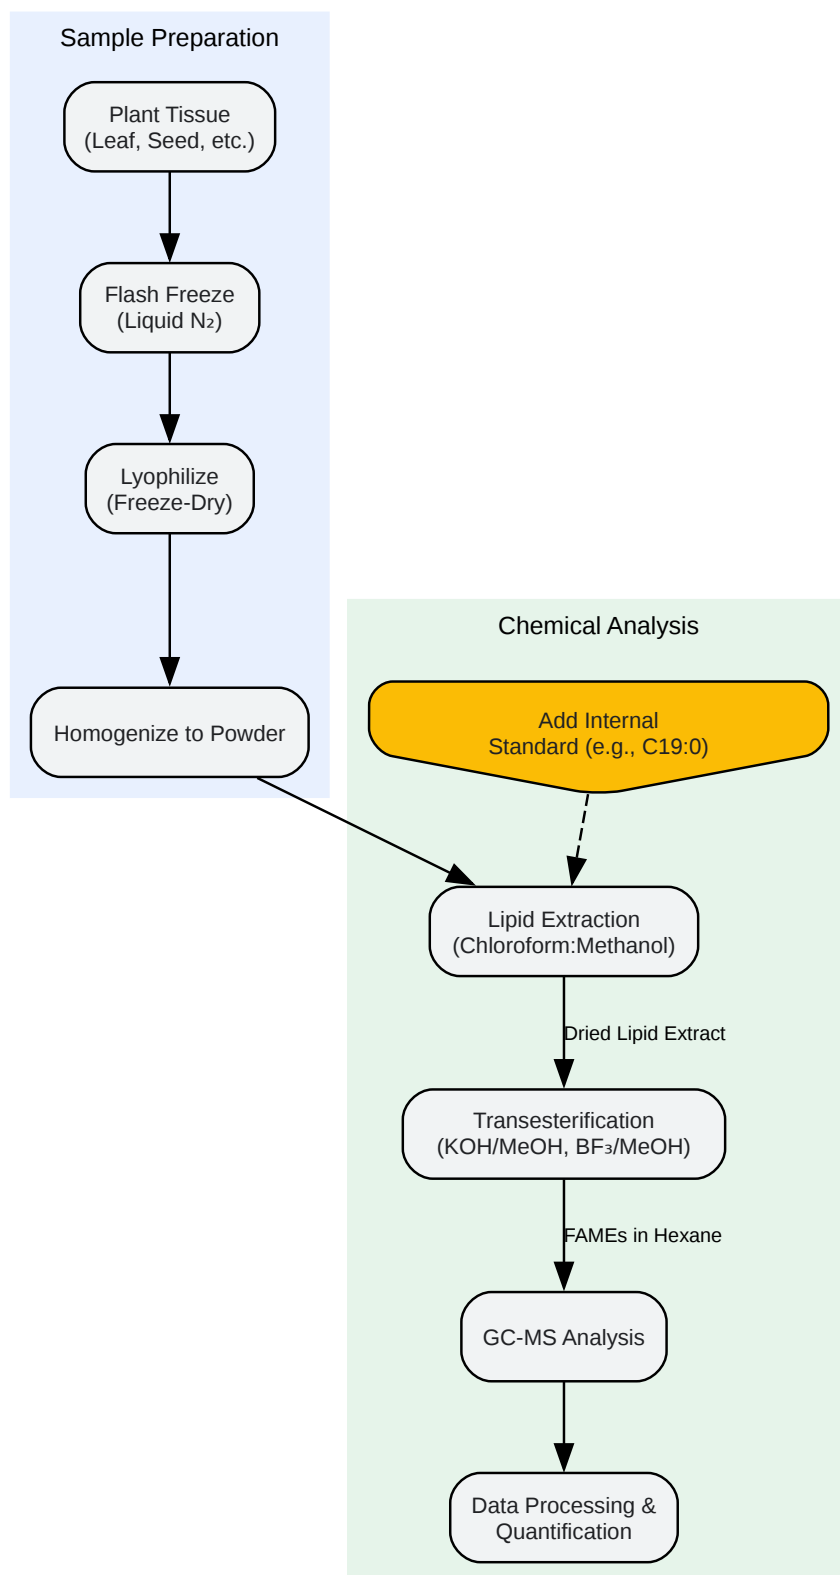 Sample Preparation
Plant Tissue
(Leaf, Seed, etc.)
Flash Freeze
(Liquid N₂)
Lyophilize
(Freeze-Dry)
Homogenize to Powder
Chemical Analysis
Add Internal
Standard (e.g., C19:0)
Lipid Extraction
(Chloroform:Methanol)
Dried Lipid Extract
Transesterification
(KOH/MeOH, BF₃/MeOH)
FAMEs in Hexane
GC-MS Analysis
Data Processing &
Quantification